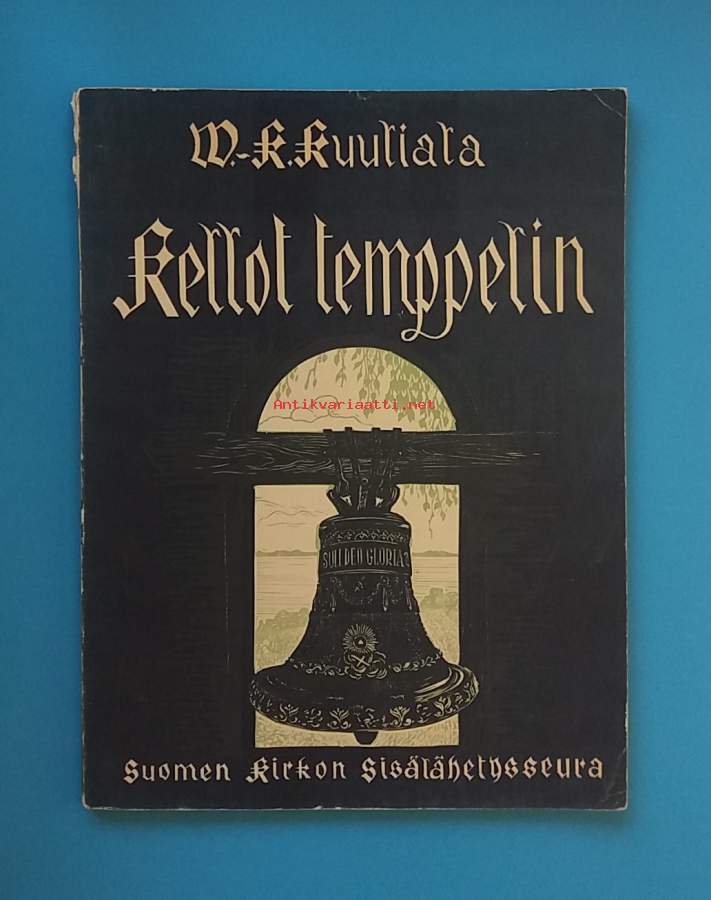 W.-K. Kuuliala
Kellot temppelin
Antikvariaatti.net
SOLI DEO GLORIA
Suomen Kirkon Sisälähetysseura